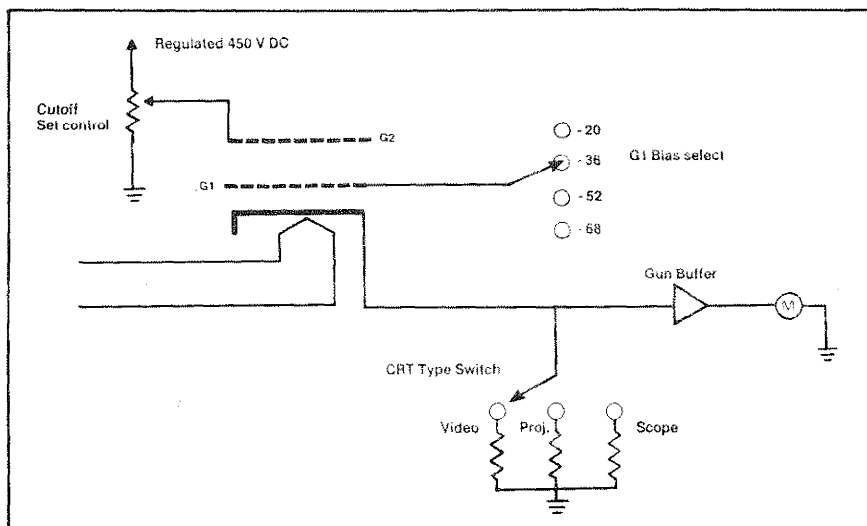 Regulated 450 V DC
Cutoff
Set control
G2
G1
- 20
- 36
G1 Bias select
- 52
- 68
Gun Buffer
M
CRT Type Switch
Video
Proj.
Scope